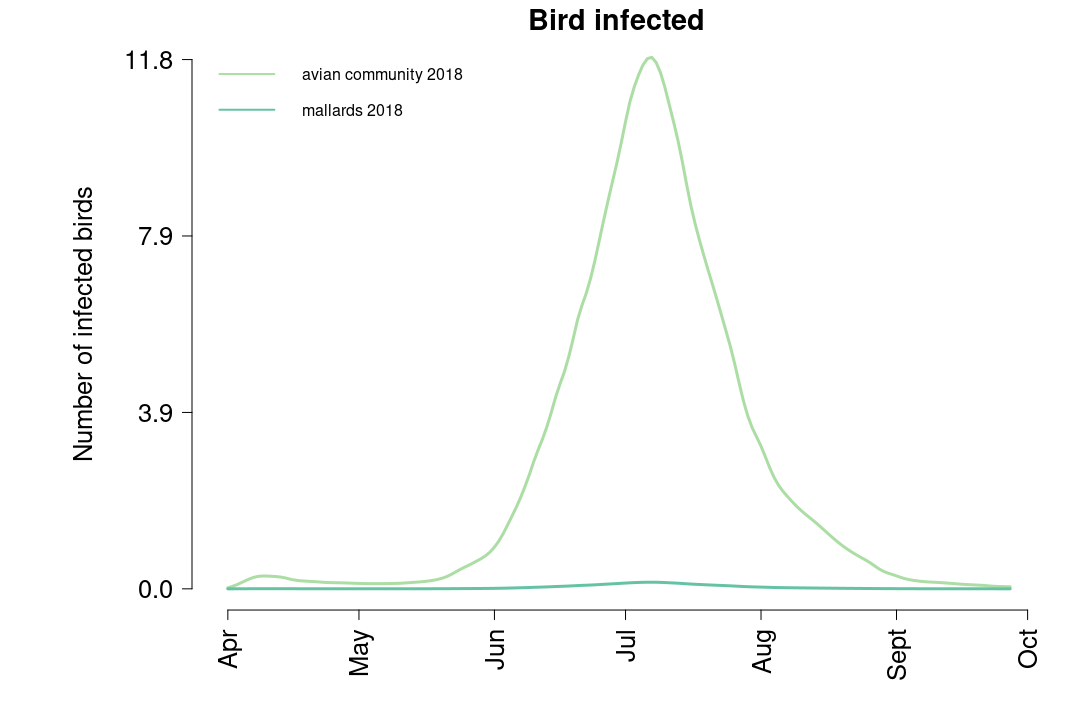 Bird infected
11.8
avian community 2018
mallards 2018
7.9
Number of infected birds
3.9
0.0
Apr
May
Jun
Jul
Aug
Sept
Oct